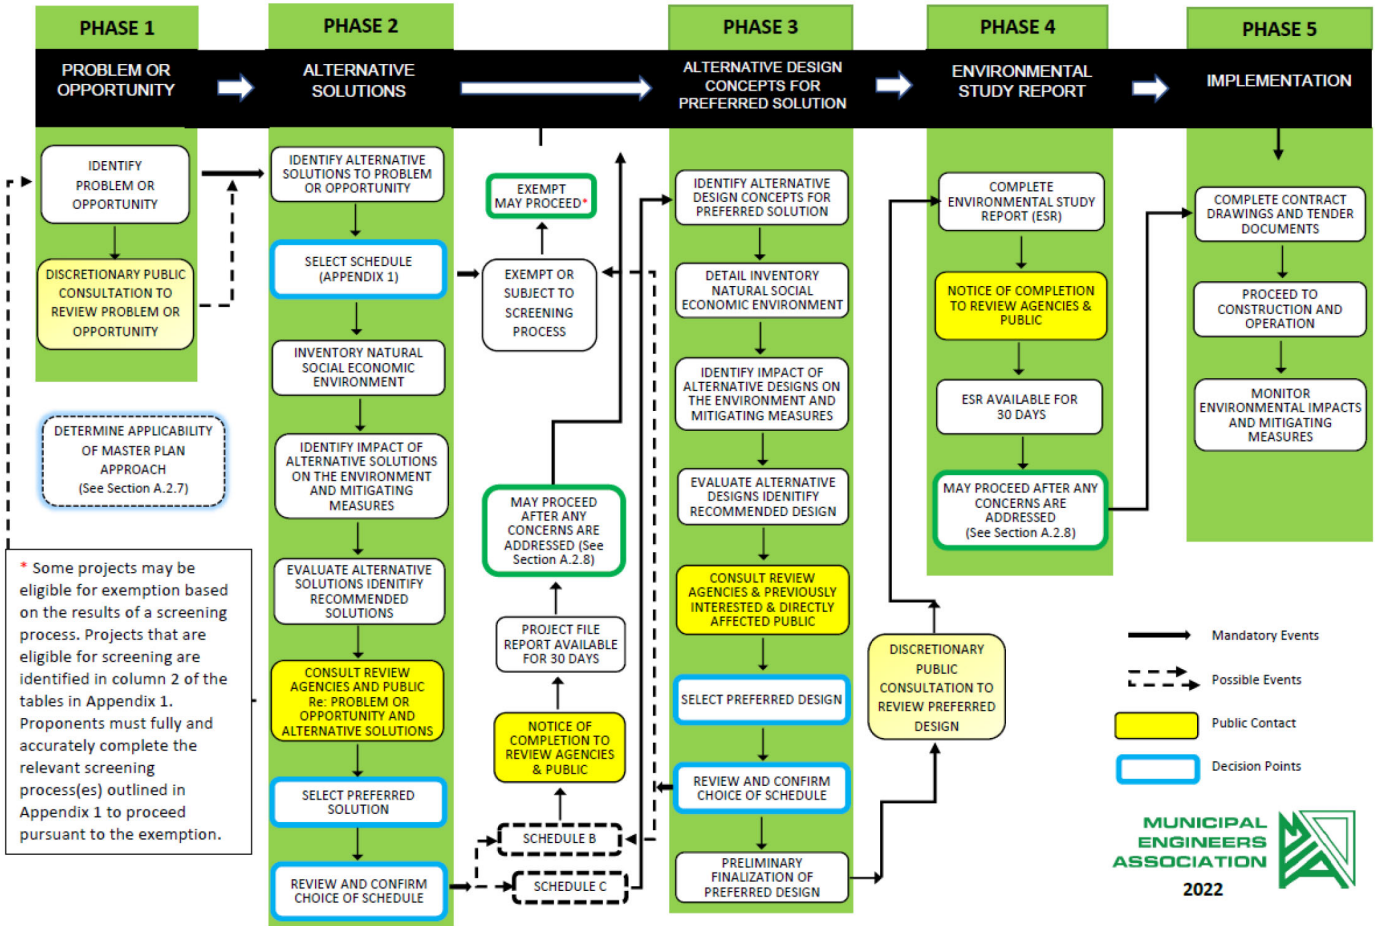 PHASE 1
PROBLEM OR
OPPORTUNITY
IDENTIFY
PROBLEM OR
OPPORTUNITY
DISCRETIONARY PUBLIC
CONSULTATION TO
REVIEW PROBLEM OR
OPPORTUNITY
DETERMINE APPLICABILITY
OF MASTER PLAN
APPROACH
(See Section A.2.7)
* Some projects may be
eligible for exemption based
on the results of a screening
process. Projects that are
eligible for screening are
identified in column 2 of the
tables in Appendix 1.
Proponents must fully and
accurately complete the
relevant screening
process(es) outlined in
Appendix 1 to proceed
pursuant to the exemption.
PHASE 2
ALTERNATIVE
SOLUTIONS
IDENTIFY ALTERNATIVE
SOLUTIONS TO PROBLEM
OR OPPORTUNITY
SELECT SCHEDULE
(APPENDIX 1)
INVENTORY NATURAL
SOCIAL ECONOMIC
ENVIRONMENT
IDENTIFY IMPACT OF
ALTERNATIVE SOLUTIONS
ON THE ENVIRONMENT
AND MITIGATING
MEASURES
EVALUATE ALTERNATIVE
SOLUTIONS IDENITIFY
RECOMMENDED
SOLUTIONS
CONSULT REVIEW
AGENCIES AND PUBLIC
Re: PROBLEM OR
OPPORTUNITY AND
ALTERNATIVE SOLUTIONS
SELECT PREFERRED
SOLUTION
REVIEW AND CONFIRM
CHOICE OF SCHEDULE
EXEMPT
MAY PROCEED*
EXEMPT OR
SUBJECT TO
SCREENING
PROCESS
MAY PROCEED
AFTER ANY
CONCERNS ARE
ADDRESSED (See
Section A.2.8)
PROJECT FILE
REPORT AVAILABLE
FOR 30 DAYS
NOTICE OF
COMPLETION TO
REVIEW AGENCIES
& PUBLIC
SCHEDULE B
SCHEDULE C
PHASE 3
ALTERNATIVE DESIGN
CONCEPTS FOR
PREFERRED SOLUTION
IDENTIFY ALTERNATIVE
DESIGN CONCEPTS FOR
PREFERRED SOLUTION
DETAIL INVENTORY
NATURAL SOCIAL
ECONOMIC ENVIRONMENT
IDENTIFY IMPACT OF
ALTERNATIVE DESIGNS ON
THE ENVIRONMENT AND
MITIGATING MEASURES
EVALUATE ALTERNATIVE
DESIGNS IDENITIFY
RECOMMENDED DESIGN
CONSULT REVIEW
AGENCIES & PREVIOUSLY
INTERESTED & DIRECTLY
AFFECTED PUBLIC
SELECT PREFERRED DESIGN
REVIEW AND CONFIRM
CHOICE OF SCHEDULE
PRELIMINARY
FINALIZATION OF
PREFERRED DESIGN
PHASE 4
ENVIRONMENTAL
STUDY REPORT
COMPLETE
ENVIRONMENTAL STUDY
REPORT (ESR)
NOTICE OF COMPLETION
TO REVIEW AGENCIES &
PUBLIC
ESR AVAILABLE FOR
30 DAYS
MAY PROCEED AFTER ANY
CONCERNS ARE
ADDRESSED
(See Section A.2.8)
DISCRETIONARY
PUBLIC
CONSULTATION TO
REVIEW PREFERRED
DESIGN
PHASE 5
IMPLEMENTATION
COMPLETE CONTRACT
DRAWINGS AND TENDER
DOCUMENTS
PROCEED TO
CONSTRUCTION AND
OPERATION
MONITOR
ENVIRONMENTAL IMPACTS
AND MITIGATING
MEASURES
Mandatory Events
Possible Events
Public Contact
Decision Points
MUNICIPAL
ENGINEERS
ASSOCIATION
2022